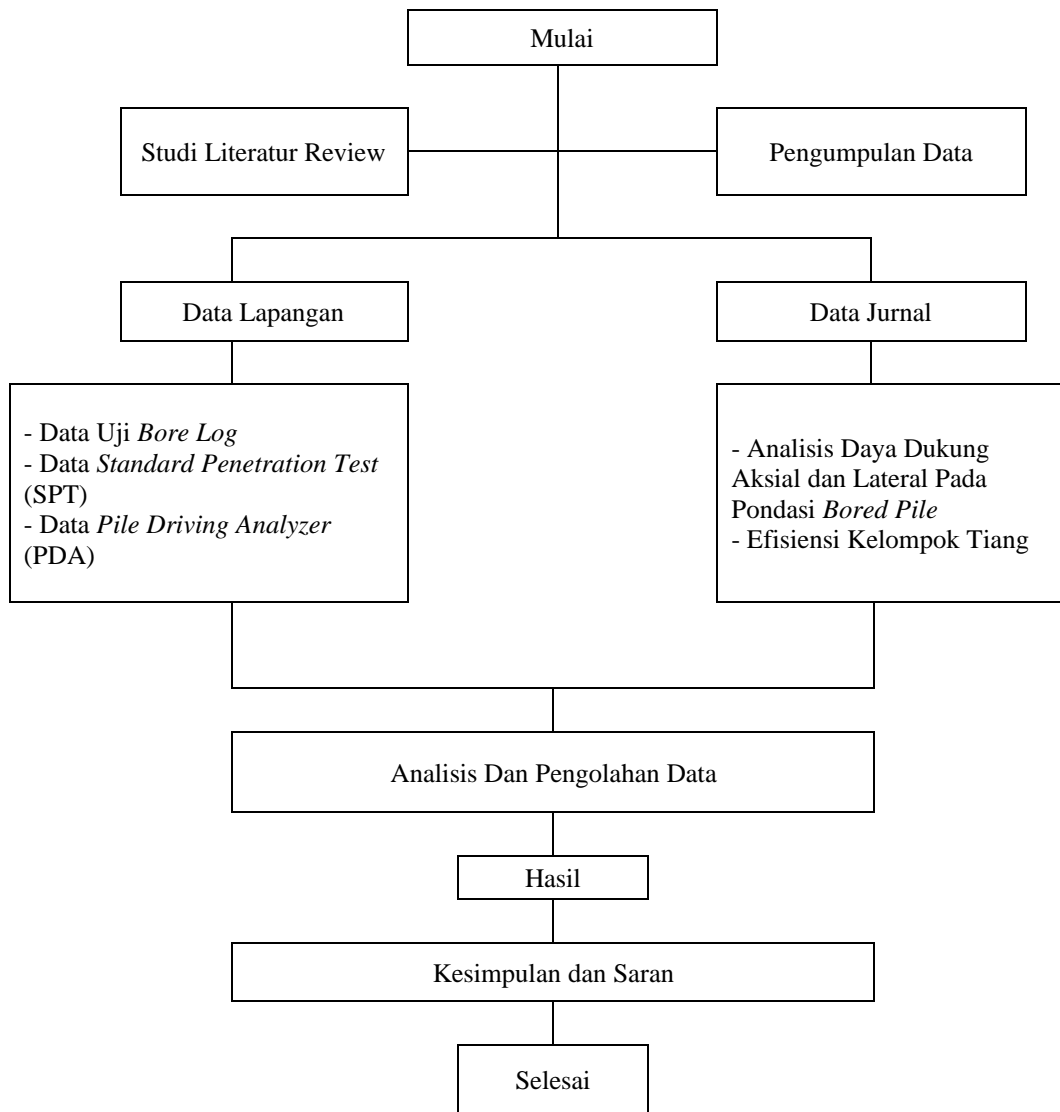 Mulai
Studi Literatur Review
Pengumpulan Data
Data Lapangan
Data Jurnal
- Data Uji Bore Log
- Data Standard Penetration Test
(SPT)
- Data Pile Driving Analyzer
(PDA)
- Analisis Daya Dukung
Aksial dan Lateral Pada
Pondasi Bored Pile
- Efisiensi Kelompok Tiang
Analisis Dan Pengolahan Data
Hasil
Kesimpulan dan Saran
Selesai